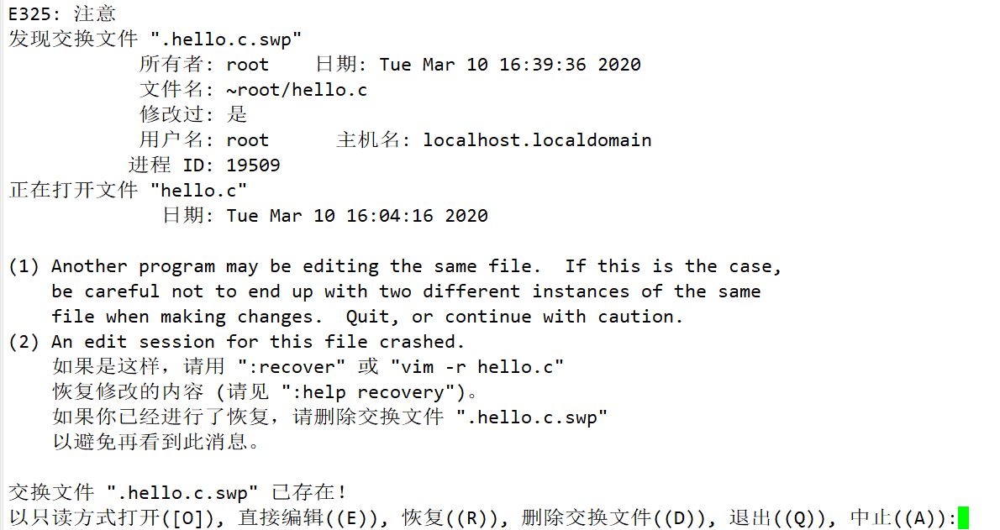 E325: 注意
发现交换文件 ".hello.c.swp"
所有者: root    日期: Tue Mar 10 16:39:36 2020
文件名: ~root/hello.c
修改过: 是
用户名: root      主机名: localhost.localdomain
进程 ID: 19509
正在打开文件 "hello.c"
日期: Tue Mar 10 16:04:16 2020
(1) Another program may be editing the same file.  If this is the case,
be careful not to end up with two different instances of the same
file when making changes.  Quit, or continue with caution.
(2) An edit session for this file crashed.
如果是这样，请用 ":recover" 或 "vim -r hello.c"
恢复修改的内容 (请见 ":help recovery")。
如果你已经进行了恢复，请删除交换文件 ".hello.c.swp"
以避免再看到此消息。
交换文件 ".hello.c.swp" 已存在！
以只读方式打开([O]), 直接编辑((E)), 恢复((R)), 删除交换文件((D)), 退出((Q)), 中止((A)):